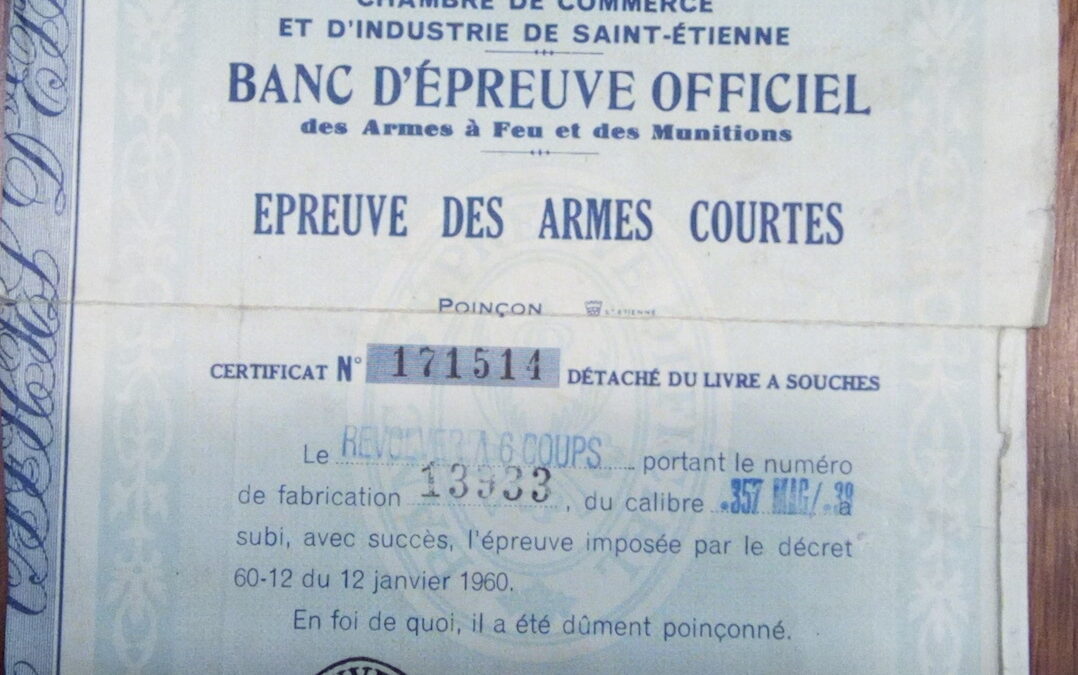 CHAMBRE DE COMMERCE
ET D'INDUSTRIE DE SAINT-ÉTIENNE
BANC D'ÉPREUVE OFFICIEL
des Armes à Feu et des Munitions
EPREUVE DES ARMES COURTES
POINÇON ST ETIENNE
CERTIFICAT N° 171514 DÉTACHÉ DU LIVRE A SOUCHES
Le REVOLVER A 6 COUPS portant le numéro
de fabrication 13933, du calibre .357 MAG/.38 a
subi, avec succès, l'épreuve imposée par le décret
60-12 du 12 janvier 1960.
En foi de quoi, il a été dûment poinçonné.